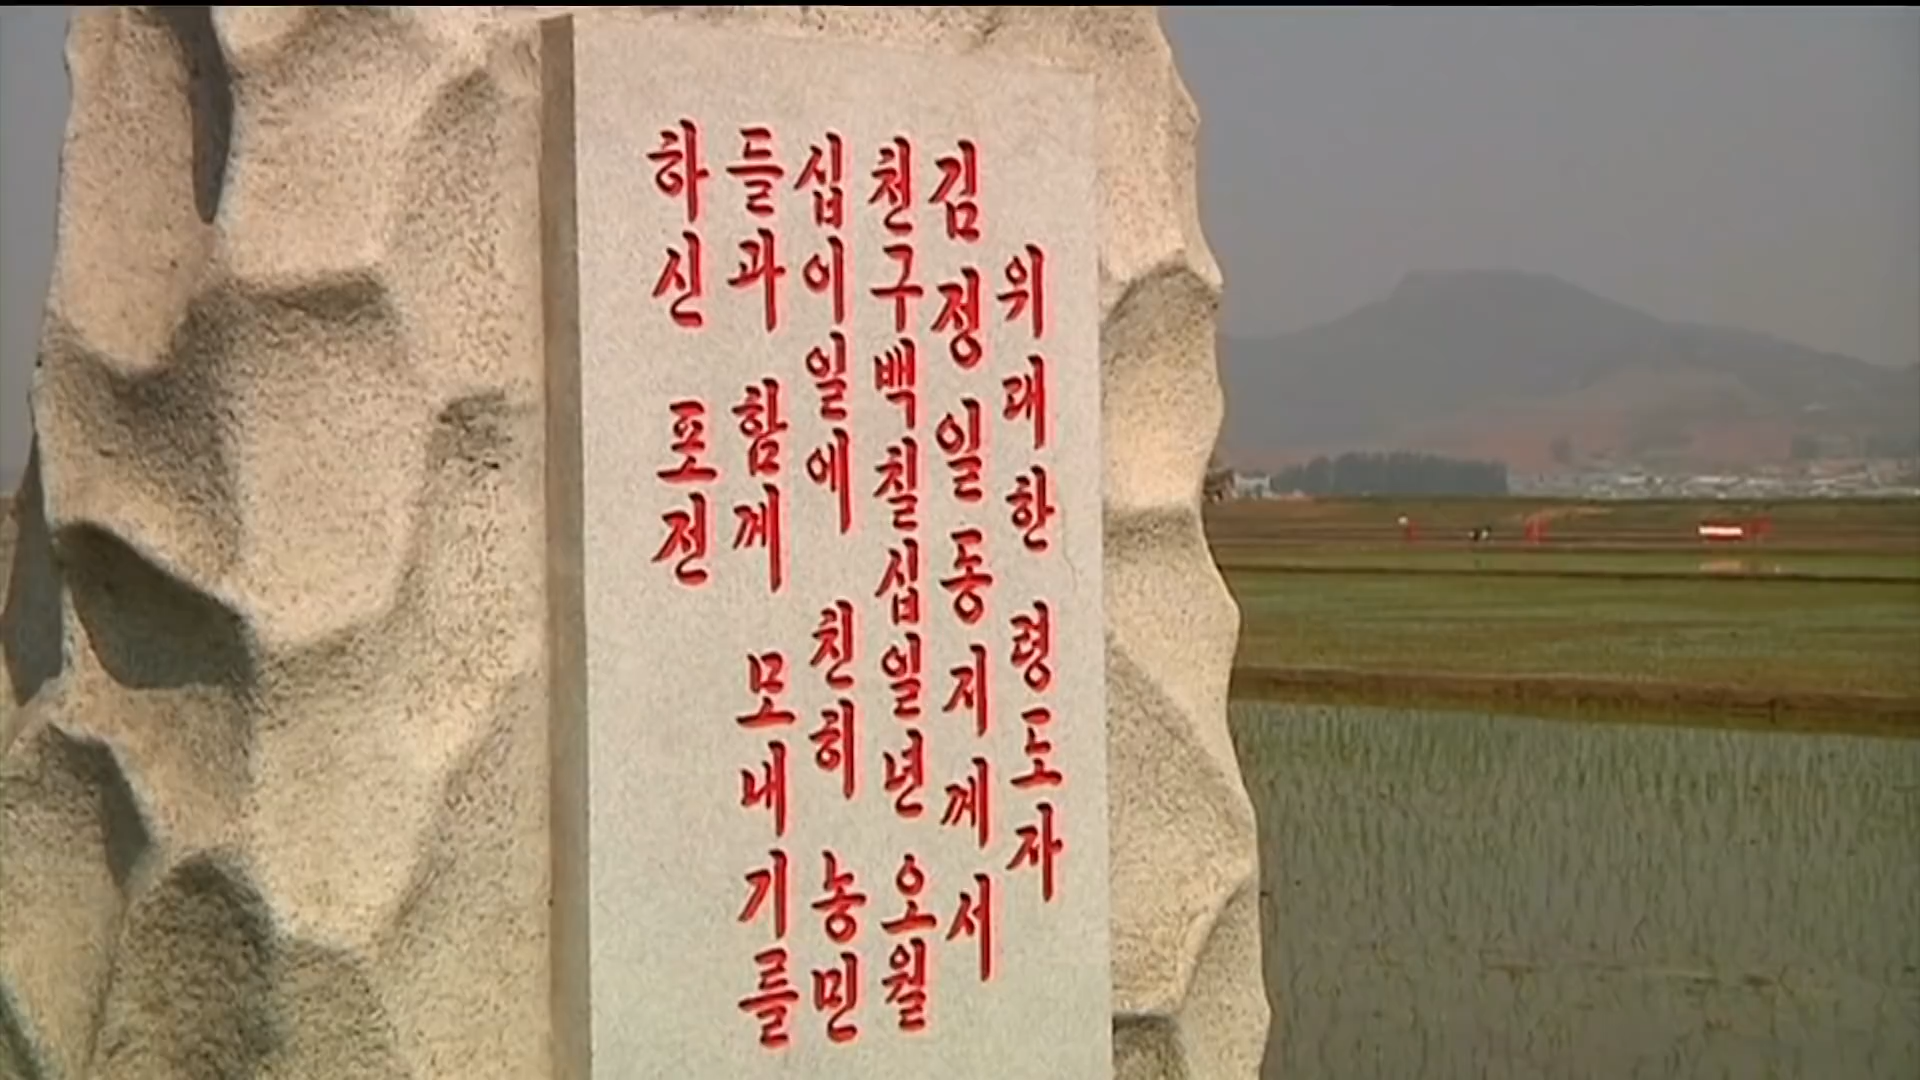 위대한 령도자
김정일동지께서
천구백칠십일년 오월
십이일에 친히 농민
들과 함께 모내기를
하신 포전